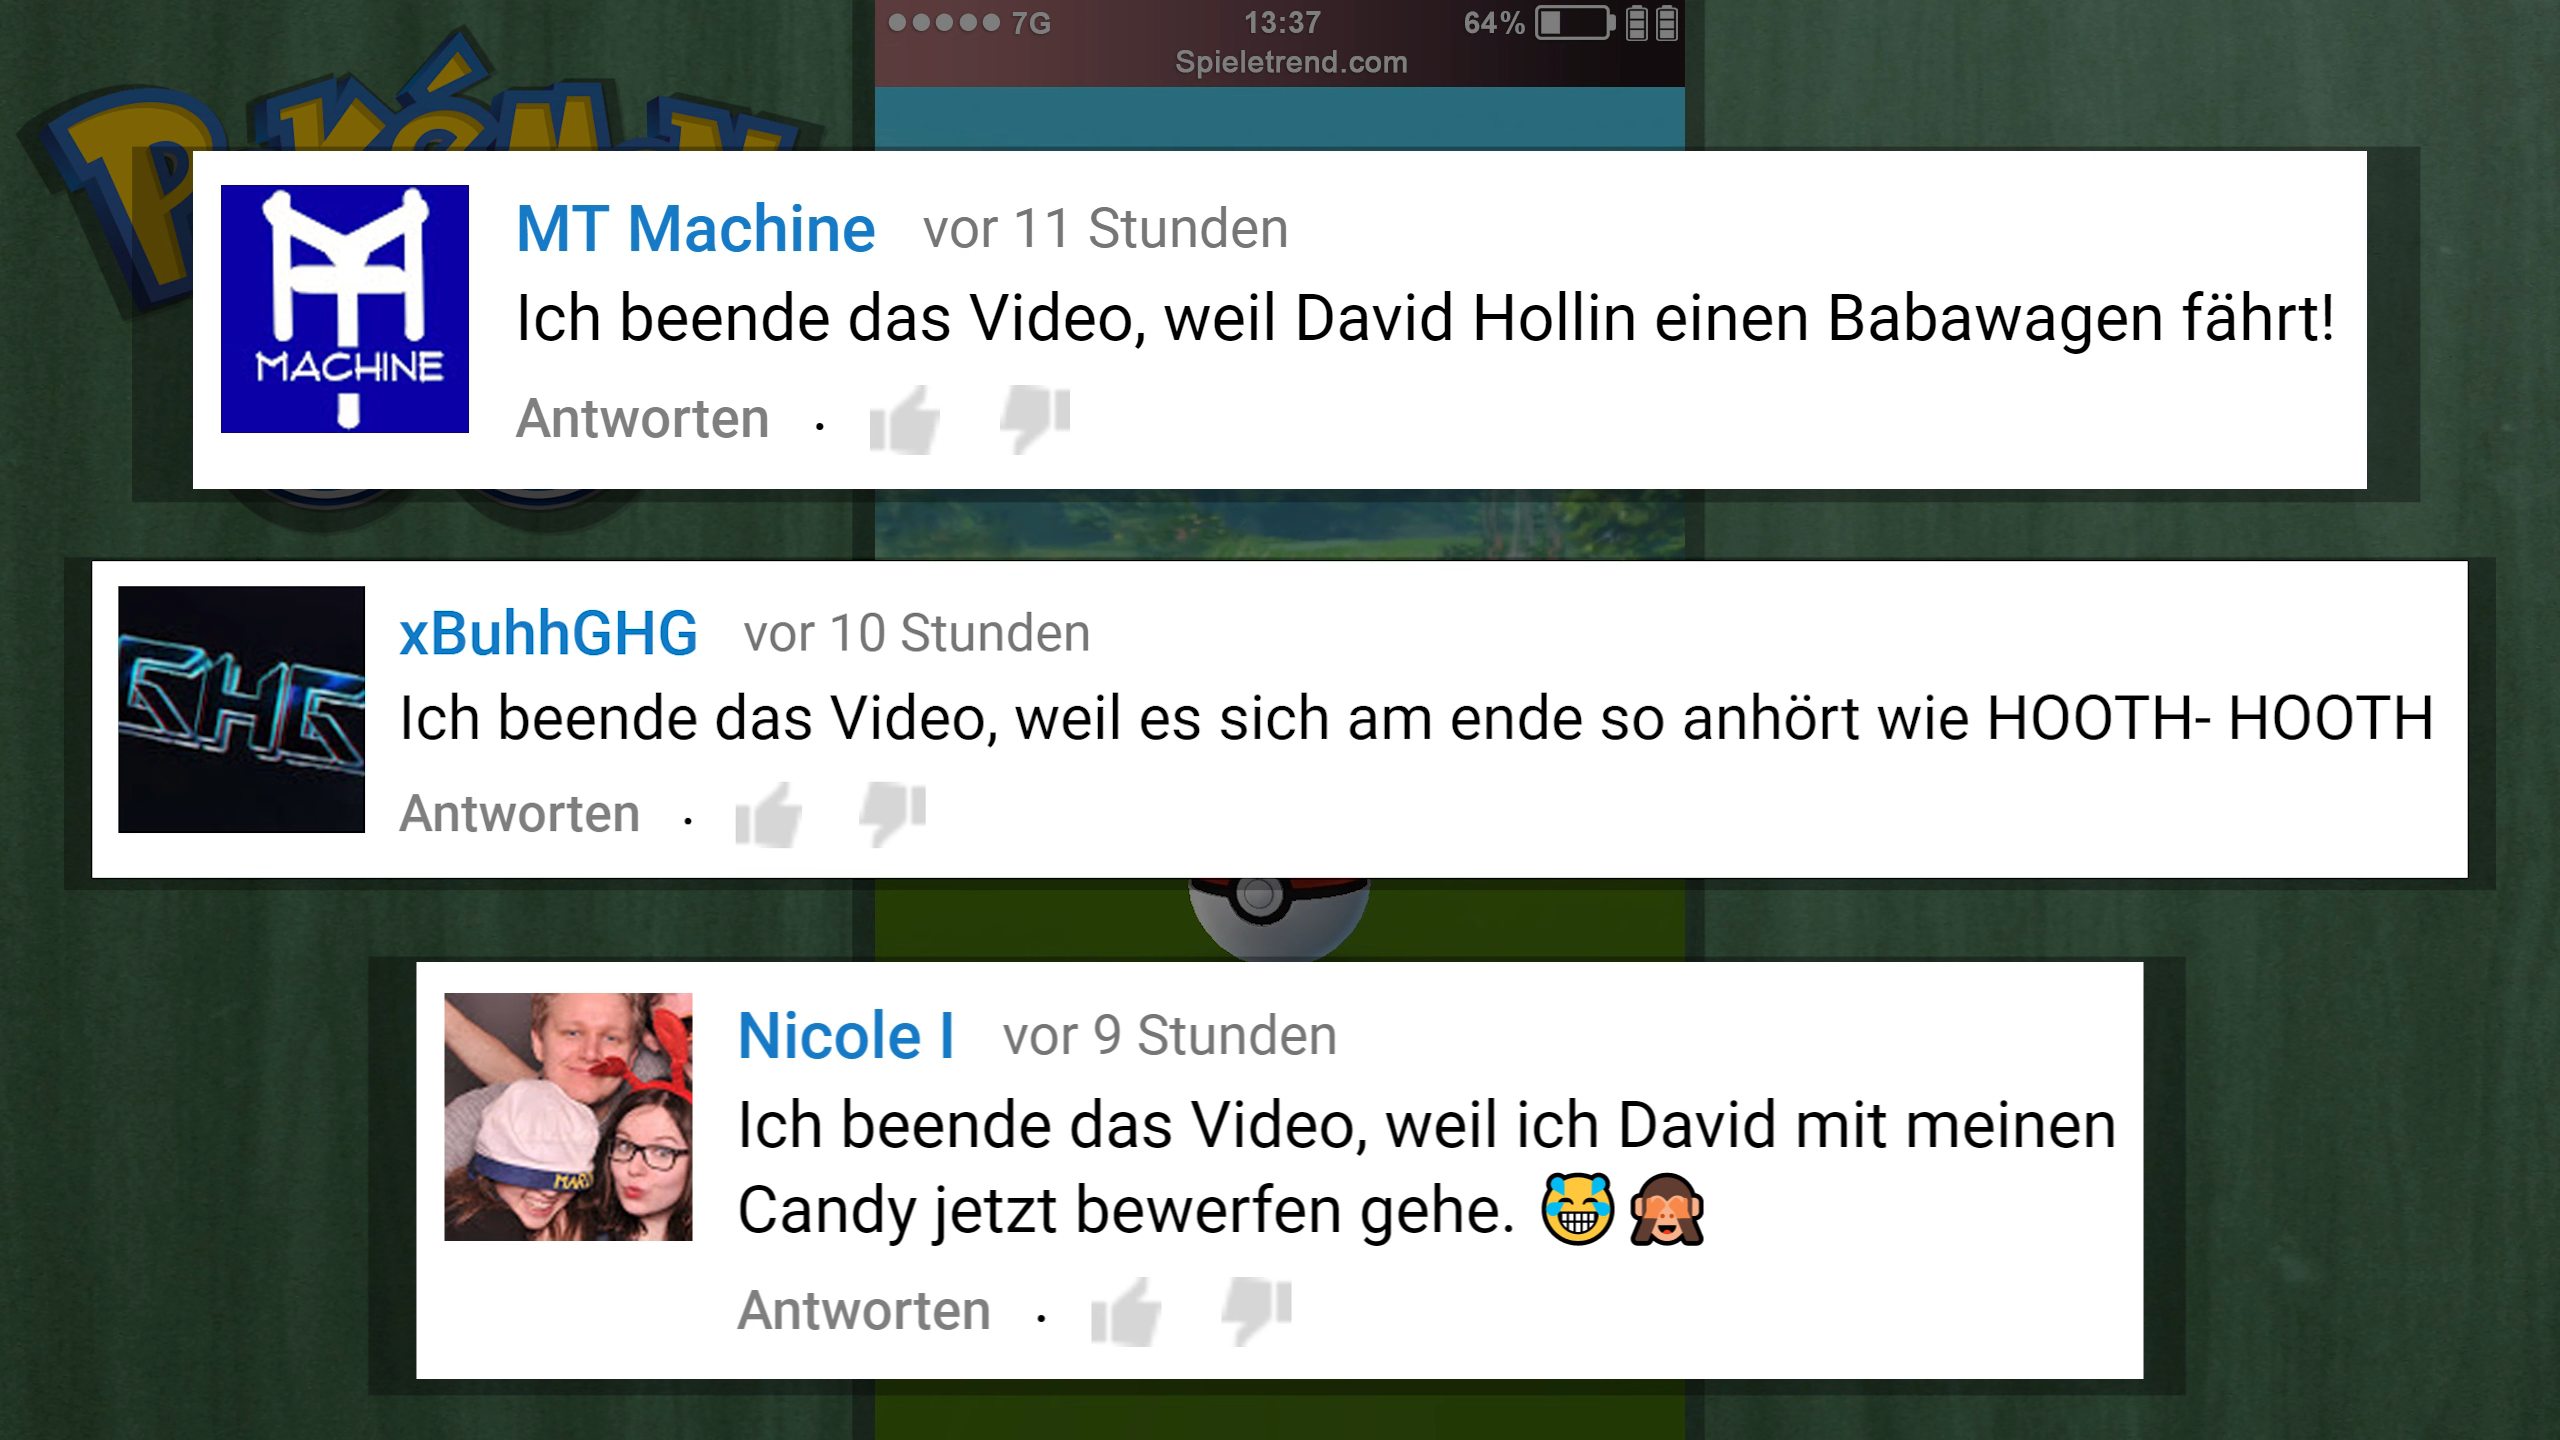 7G 13:37 64%
Spieletrend.com
Pokémon
MT Machine vor 11 Stunden
Ich beende das Video, weil David Hollin einen Babawagen fährt!
MACHINE
Antworten ·
xBuhhGHG vor 10 Stunden
Ich beende das Video, weil es sich am ende so anhört wie HOOTH- HOOTH
GHG
Antworten ·
Nicole I vor 9 Stunden
Ich beende das Video, weil ich David mit meinen
Candy jetzt bewerfen gehe. 😂🙈
Antworten ·